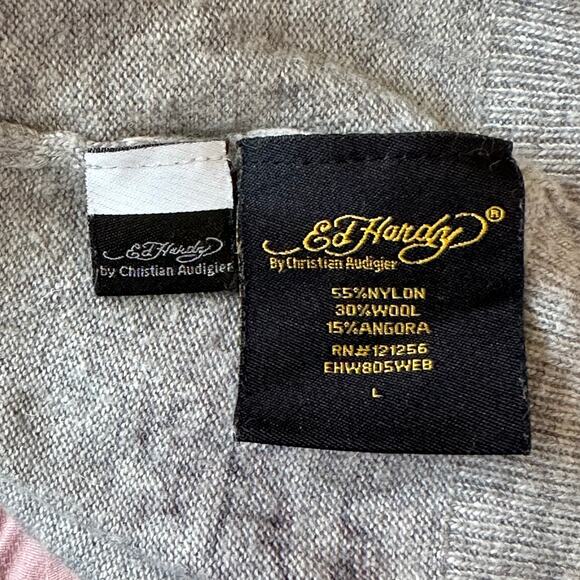 Ed Hardy
by Christian Audigier
Ed Hardy®
By Christian Audigier
55%NYLON
30%WOOL
15%ANGORA
RN#121256
EHW805WEB
L